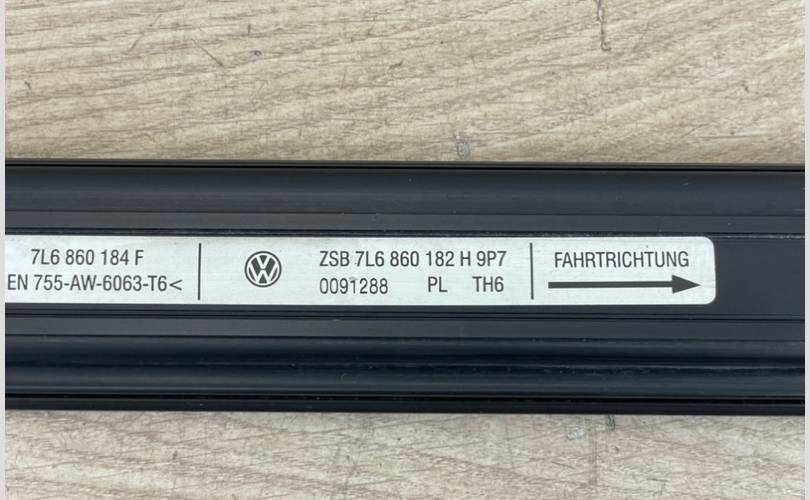 7L6 860 184 F
EN 755-AW-6063-T6<
ZSB 7L6 860 182 H 9P7
0091288 PL TH6
FAHRTRICHTUNG